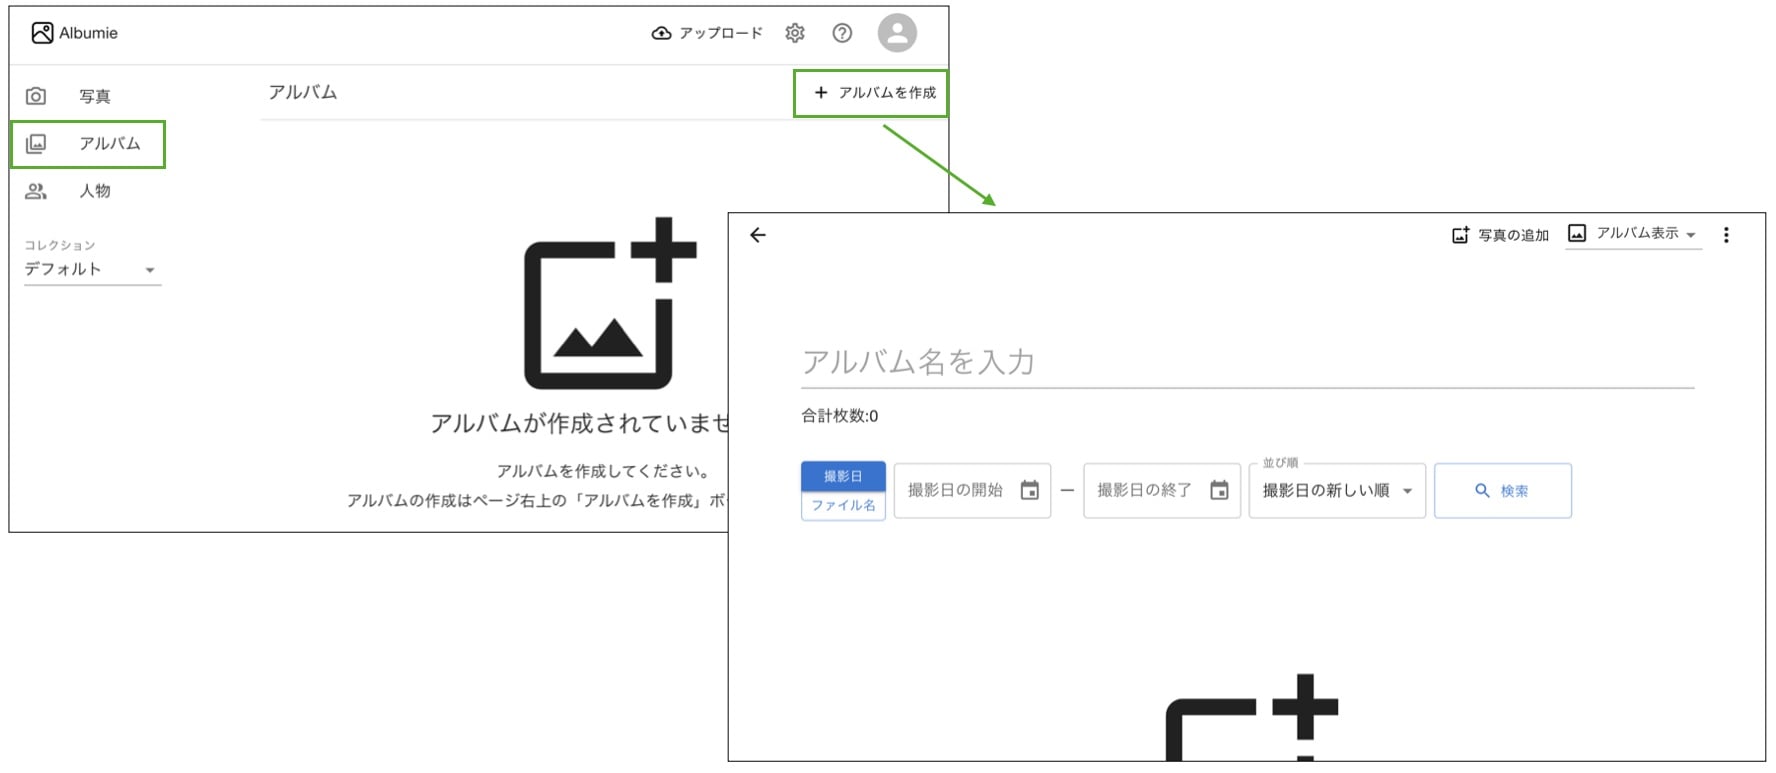 Albumie
アップロード
写真
アルバム
人物
コレクション
デフォルト
アルバム
アルバムを作成
アルバムが作成されていませ
アルバムを作成してください。
アルバムの作成はページ右上の「アルバムを作成」ボ
写真の追加
アルバム表示
アルバム名を入力
合計枚数:0
撮影日
ファイル名
撮影日の開始
—
撮影日の終了
並び順
撮影日の新しい順
検索